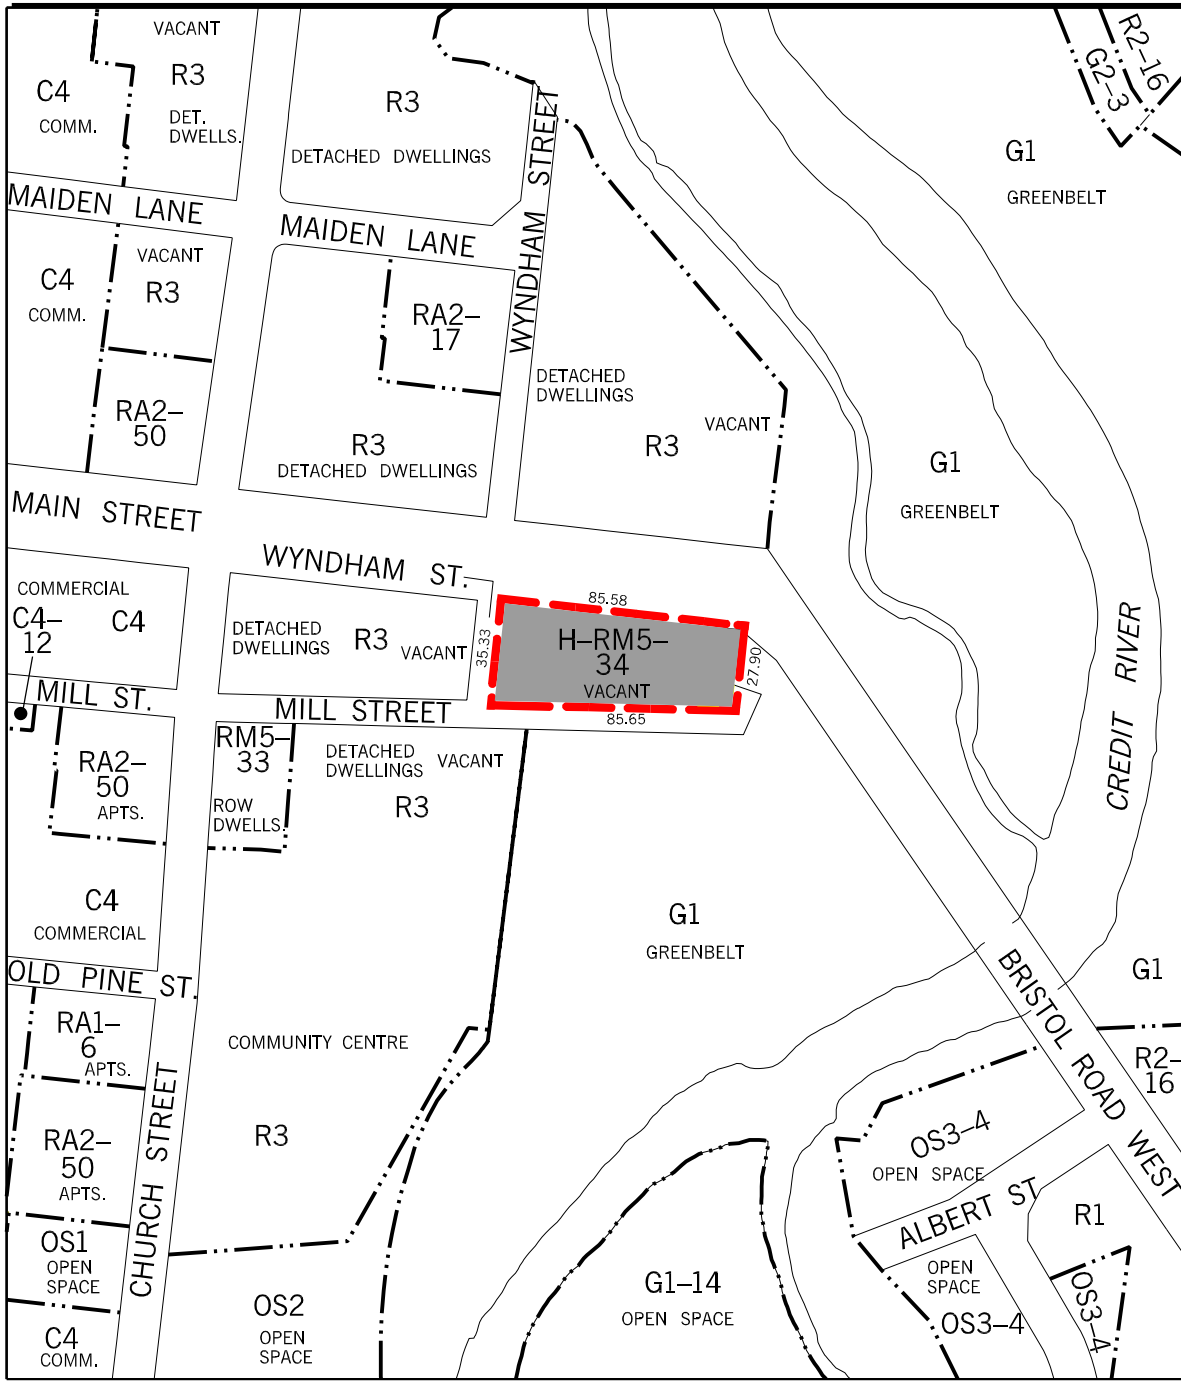 VACANT
R3
DET.
DWELLS.
C4
COMM.
R3
DETACHED DWELLINGS
WYNDHAM STREET
G2–3
R2–16
G1
GREENBELT
MAIDEN LANE
MAIDEN LANE
VACANT
R3
C4
COMM.
RA2–
17
RA2–
50
R3
DETACHED DWELLINGS
DETACHED
DWELLINGS
VACANT
R3
G1
GREENBELT
MAIN STREET
WYNDHAM ST.
COMMERCIAL
C4–
12
C4
DETACHED
DWELLINGS
R3
VACANT
85.58
35.33
H–RM5–
34
VACANT
27.90
85.65
CREDIT RIVER
MILL ST.
MILL STREET
RM5–
33
ROW
DWELLS.
DETACHED
DWELLINGS
VACANT
R3
RA2–
50
APTS.
C4
COMMERCIAL
G1
GREENBELT
OLD PINE ST.
BRISTOL ROAD WEST
G1
RA1–
6
APTS.
COMMUNITY CENTRE
R3
R2–
16
RA2–
50
APTS.
CHURCH STREET
OS3–4
OPEN SPACE
ALBERT ST
R1
OS1
OPEN
SPACE
C4
COMM.
OS2
OPEN
SPACE
G1–14
OPEN SPACE
OPEN
SPACE
OS3–4
OS3–4